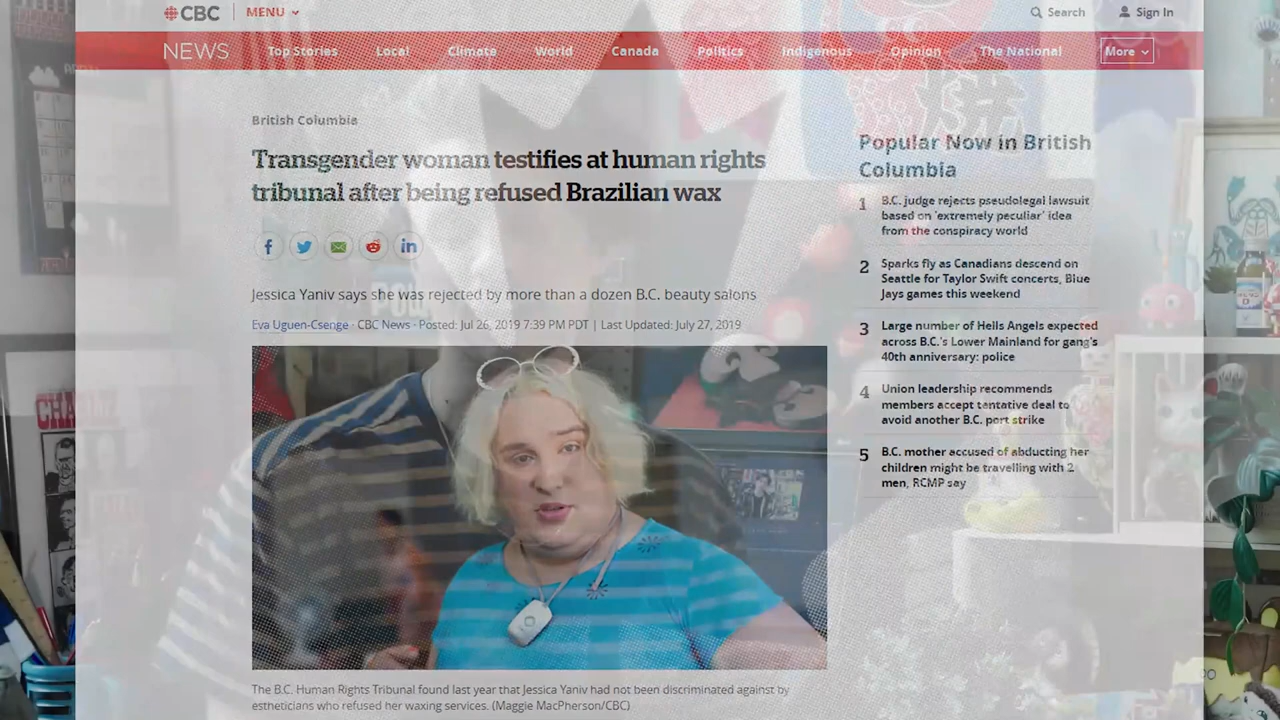 CBC
MENU
Search
Sign In
NEWS
Top Stories
Local
Climate
World
Canada
Politics
Indigenous
Opinion
The National
More
British Columbia
Transgender woman testifies at human rights
tribunal after being refused Brazilian wax
Jessica Yaniv says she was rejected by more than a dozen B.C. beauty salons
Eva Uguen-Csenge · CBC News · Posted: Jul 26, 2019 7:39 PM PDT | Last Updated: July 27, 2019
The B.C. Human Rights Tribunal found last year that Jessica Yaniv had not been discriminated against by
estheticians who refused her waxing services. (Maggie MacPherson/CBC)
Popular Now in British
Columbia
1 B.C. judge rejects pseudolegal lawsuit
based on 'extremely peculiar' idea
from the conspiracy world
2 Sparks fly as Canadians descend on
Seattle for Taylor Swift concerts, Blue
Jays games this weekend
3 Large number of Hells Angels expected
across B.C.'s Lower Mainland for gang's
40th anniversary: police
4 Union leadership recommends
members accept tentative deal to
avoid another B.C. port strike
5 B.C. mother accused of abducting her
children might be travelling with 2
men, RCMP say